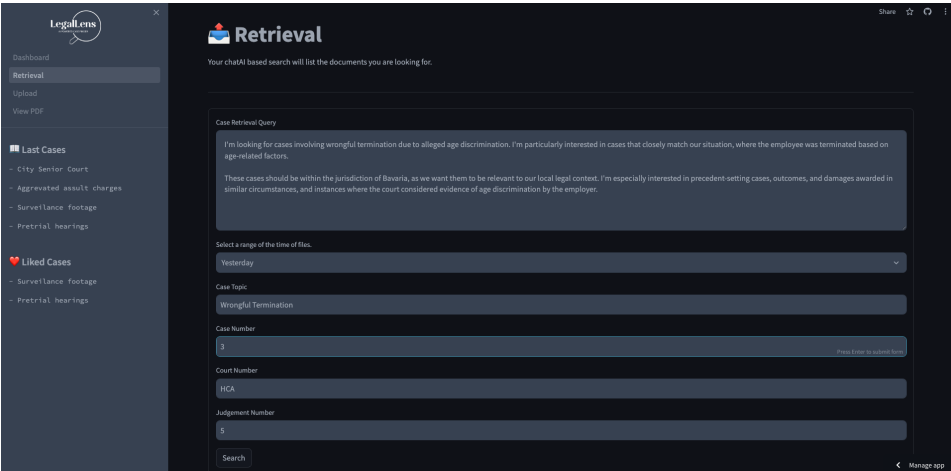 LegalLens
Dashboard
Retrieval
Upload
View PDF
Last Cases
- City Senior Court
- Aggrevated assult charges
- Surveilance footage
- Pretrial hearings
Liked Cases
- Surveilance footage
- Pretrial hearings
Share
Retrieval
Your chatAI based search will list the documents you are looking for.
Case Retrieval Query
I'm looking for cases involving wrongful termination due to alleged age discrimination. I'm particularly interested in cases that closely match our situation, where the employee was terminated based on
age-related factors.
These cases should be within the jurisdiction of Bavaria, as we want them to be relevant to our local legal context. I'm especially interested in precedent-setting cases, outcomes, and damages awarded in
similar circumstances, and instances where the court considered evidence of age discrimination by the employer.
Select a range of the time of files.
Yesterday
Case Topic
Wrongful Termination
Case Number
3
Press Enter to submit form
Court Number
HCA
Judgement Number
5
Search
Manage app